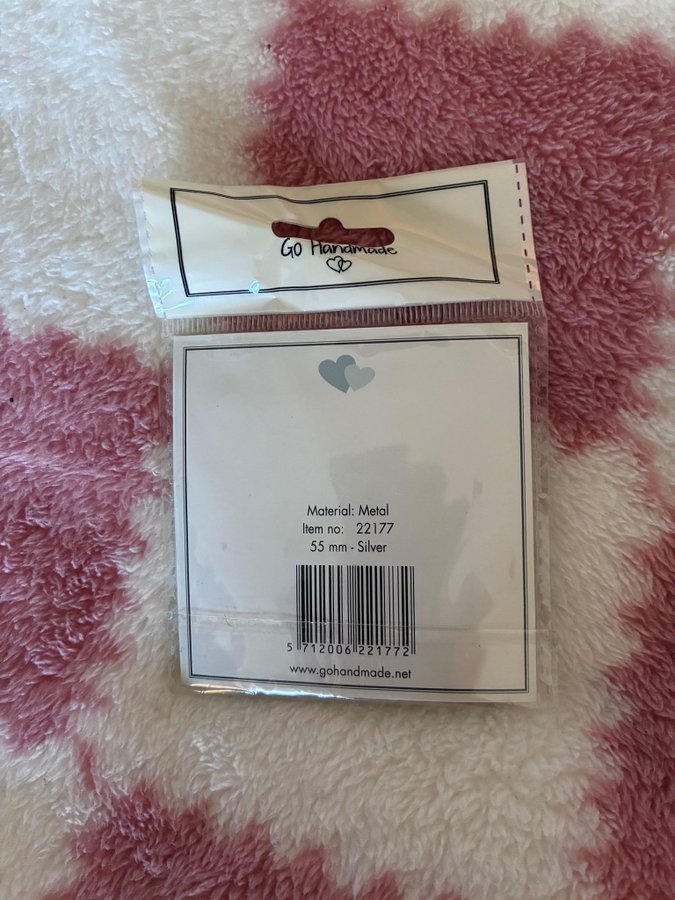 Go Handmade
Material: Metal
Item no: 22177
55 mm - Silver
5 712006 221772
www.gohandmade.net